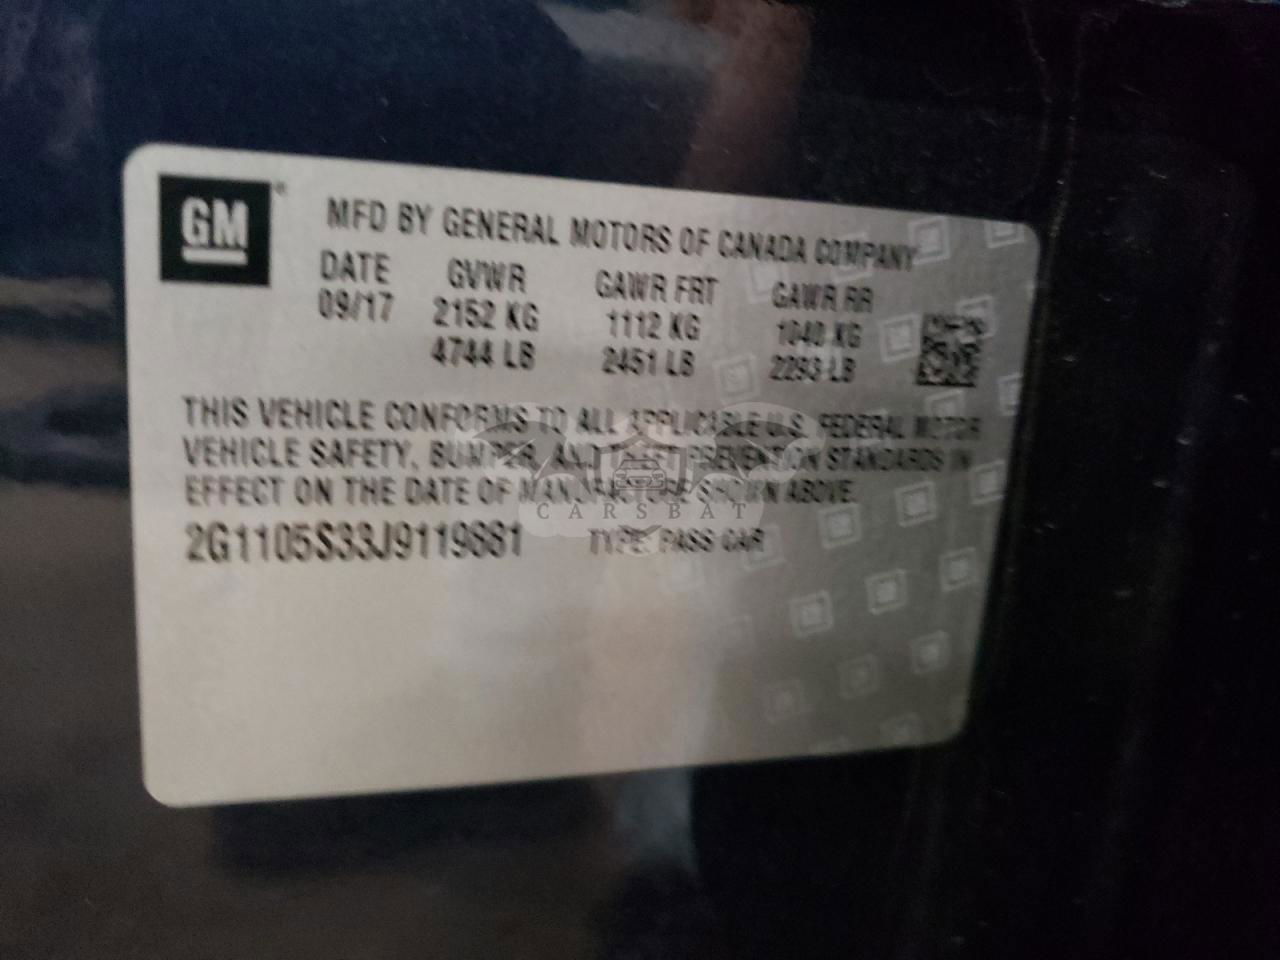 GM
MFD BY GENERAL MOTORS OF CANADA COMPANY
DATE GVWR GAWR FRT GAWR RR
09/17 2152 KG 1112 KG 1040 KG
4744 LB 2451 LB 2293 LB
THIS VEHICLE CONFORMS TO ALL APPLICABLE U.S. FEDERAL MOTOR
VEHICLE SAFETY, BUMPER, AND THEFT PREVENTION STANDARDS IN
EFFECT ON THE DATE OF MANUFACTURE SHOWN ABOVE.
CARSBAT
2G1105S33J9119881 TYPE: PASS CAR